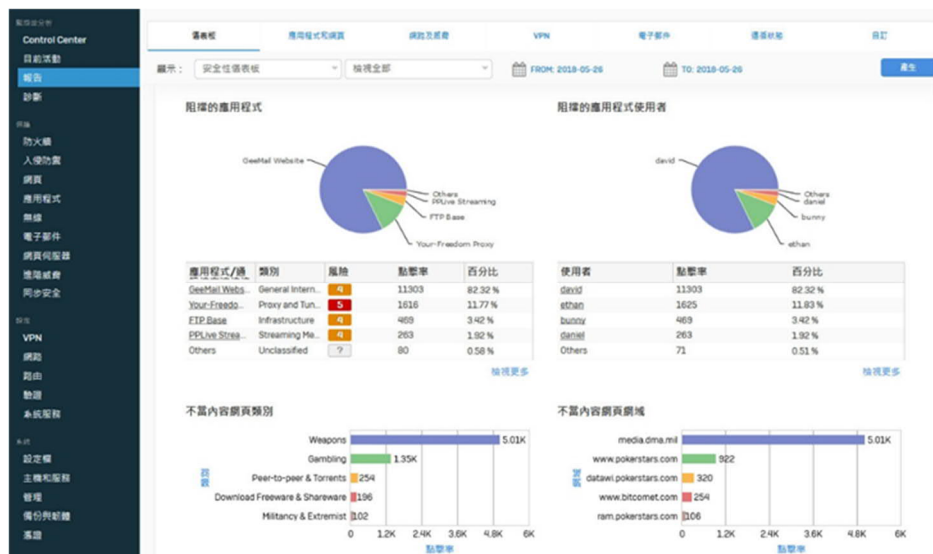 監控與分析
Control Center
目前活動
報告
診斷
保護
防火牆
入侵防禦
網頁
應用程式
無線
電子郵件
網頁伺服器
進階威脅
同步安全
設定
VPN
網路
路由
驗證
系統服務
系統
設定檔
主機和服務
管理
備份與韌體
憑證
儀表板
應用程式和網頁
網路及威脅
VPN
電子郵件
遵循狀態
自訂
顯示：
安全性儀表板
檢視全部
FROM: 2018-05-26
TO: 2018-05-26
產生
阻擋的應用程式
GeeMail Website
Others
PPLive Streaming
FTP Base
Your-Freedom Proxy
類別 風險 點擊率 百分比
GeeMail Webs... General Intern... 4 11303 82.32 %
Your-Freedo... Proxy and Tun... 5 1616 11.77 %
FTP Base Infrastructure 4 469 3.42 %
PPLive Strea... Streaming Me... 4 263 1.92 %
Others Unclassified ? 80 0.58 %
檢視更多
阻擋的應用程式使用者
david
Others
daniel
bunny
ethan
使用者 點擊率 百分比
david 11303 82.32 %
ethan 1625 11.83 %
bunny 469 3.42 %
daniel 263 1.92 %
Others 71 0.51 %
檢視更多
不當內容網頁類別
Weapons 5.01K
Gambling 1.35K
Peer-to-peer & Torrents 254
Download Freeware & Shareware 196
Militancy & Extremist 102
類別
0 1.2K 2.4K 3.6K 4.8K 6K
點擊率
不當內容網頁網域
media.dma.mil 5.01K
www.pokerstars.com 922
datawi.pokerstars.com 320
www.bitcomet.com 254
ram.pokerstars.com 106
網域
0 1.2K 2.4K 3.6K 4.8K 6K
點擊率